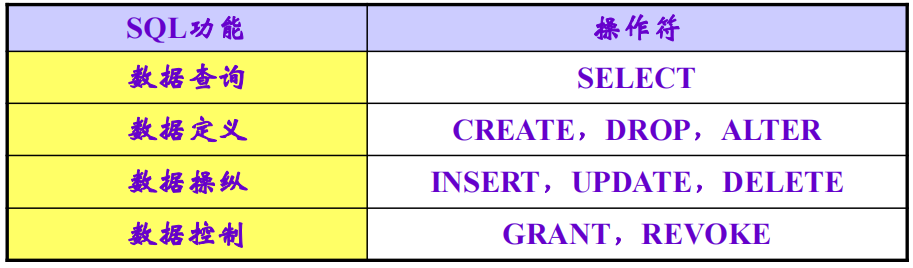 SQL功能 操作符
数据查询 SELECT
数据定义 CREATE，DROP，ALTER
数据操纵 INSERT，UPDATE，DELETE
数据控制 GRANT，REVOKE